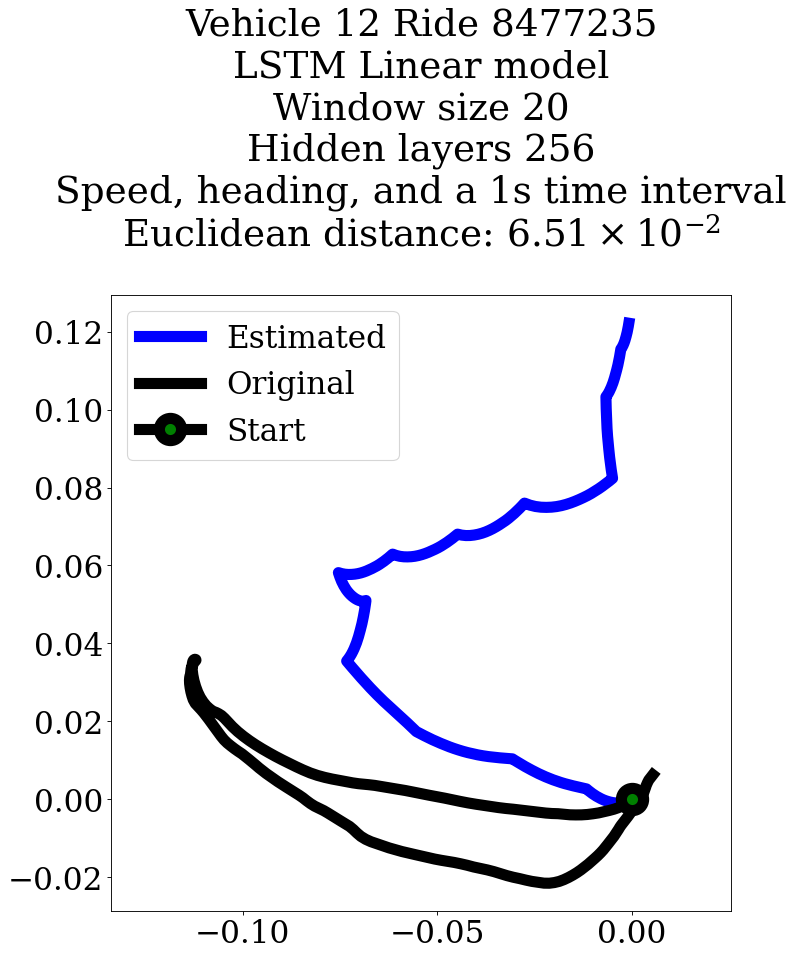 Vehicle 12 Ride 8477235
LSTM Linear model
Window size 20
Hidden layers 256
Speed, heading, and a 1s time interval
Euclidean distance: 6.51 × 10⁻²
Estimated
Original
Start
0.12
0.10
0.08
0.06
0.04
0.02
0.00
−0.02
−0.10
−0.05
0.00